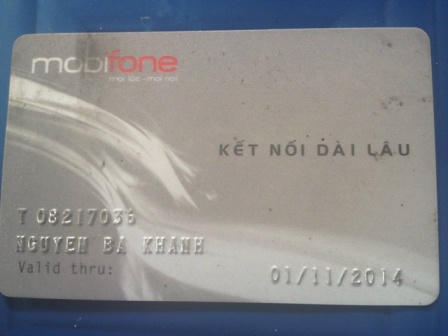 mobifone
mọi lúc - mọi nơi
KẾT NỐI DÀI LÂU
T 08217036
NGUYEN BA KHANH
Valid thru: 01/11/2014